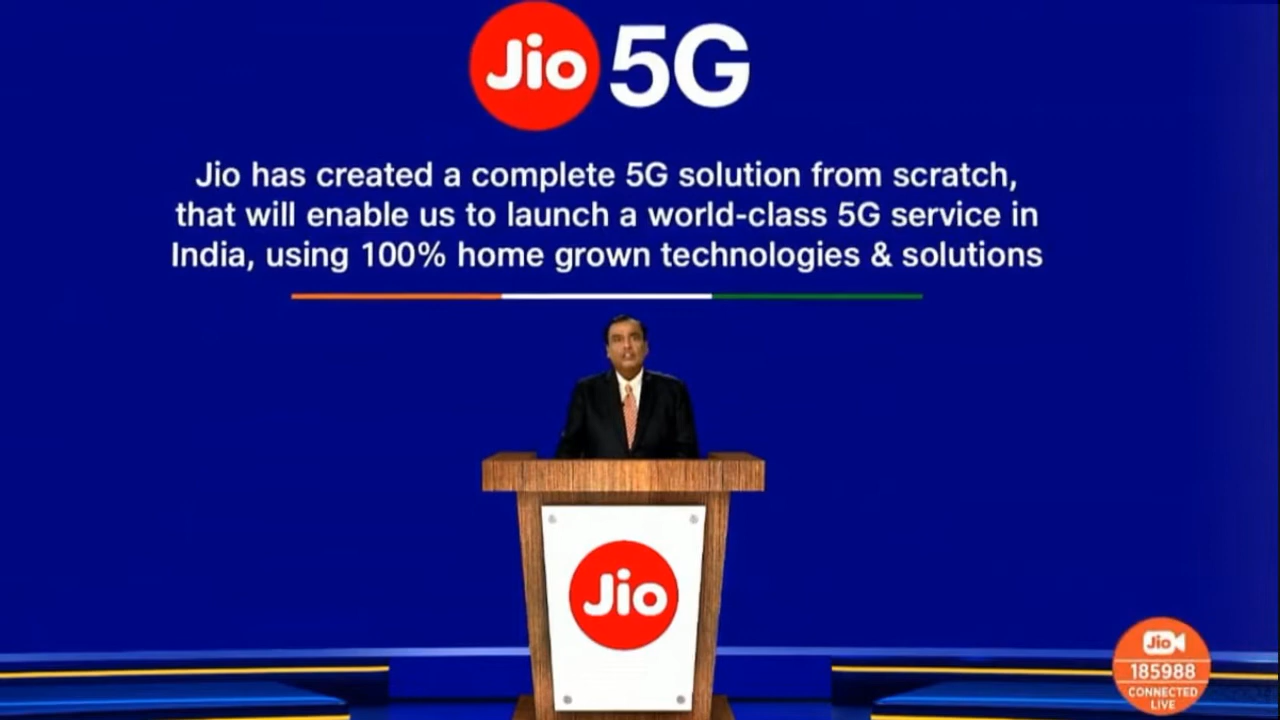 Jio 5G
Jio has created a complete 5G solution from scratch,
that will enable us to launch a world-class 5G service in
India, using 100% home grown technologies & solutions
Jio
Jio
185988
CONNECTED
LIVE